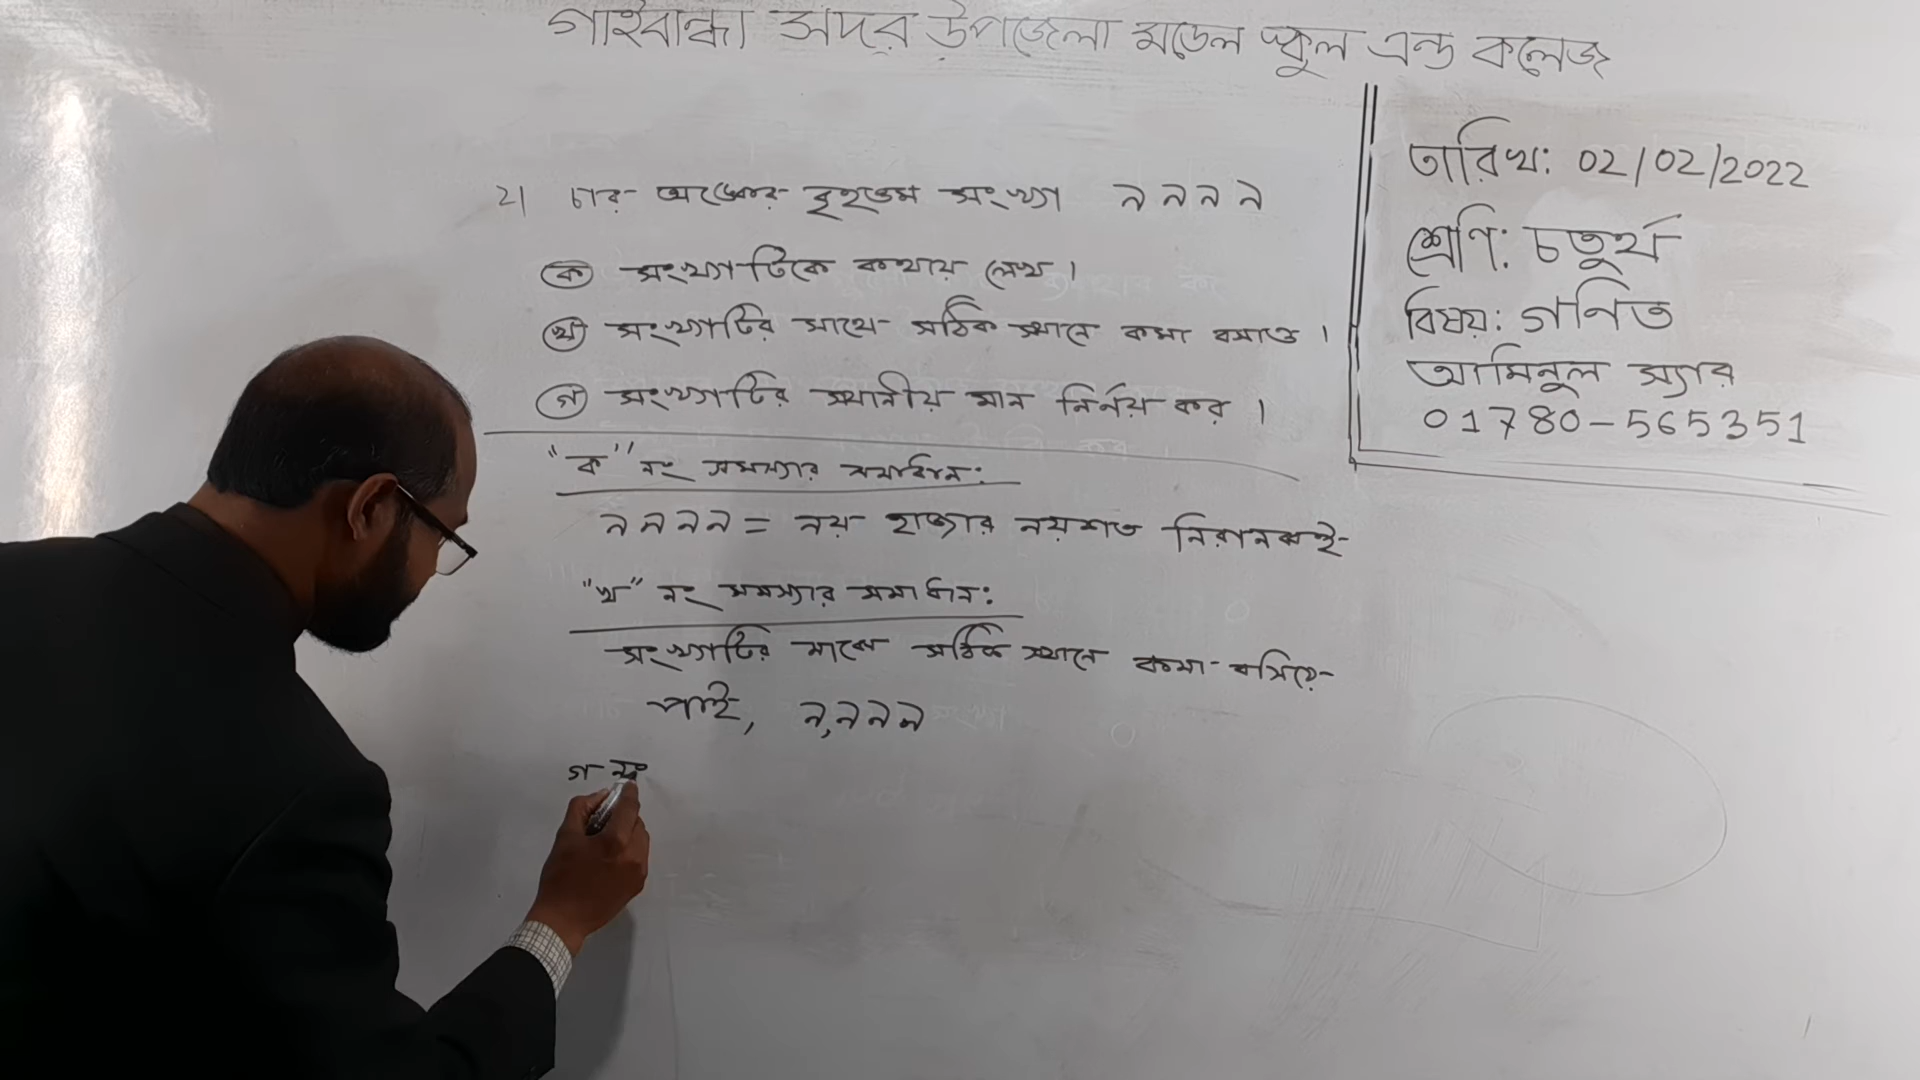 গাইবান্ধা সদর উপজেলা মডেল স্কুল এন্ড কলেজ
তারিখ: 02/02/2022
শ্রেণি: চতুর্থ
বিষয়: গনিত
আমিনুল স্যার
01780-565351
২। চার অঙ্কের বৃহত্তম সংখ্যা ৯৯৯৯
ক সংখ্যাটিকে কথায় লেখ।
খ সংখ্যাটির সাথে সঠিক স্থানে কমা বসাও।
গ সংখ্যাটির স্থানীয় মান নির্নয় কর।
"ক" নং সমস্যার সমাধান:
৯৯৯৯ = নয় হাজার নয়শত নিরানব্বই
"খ" নং সমস্যার সমাধান:
সংখ্যাটির মাঝে সঠিক স্থানে কমা বসিয়ে
পাই, ৯,৯৯৯
গ নং